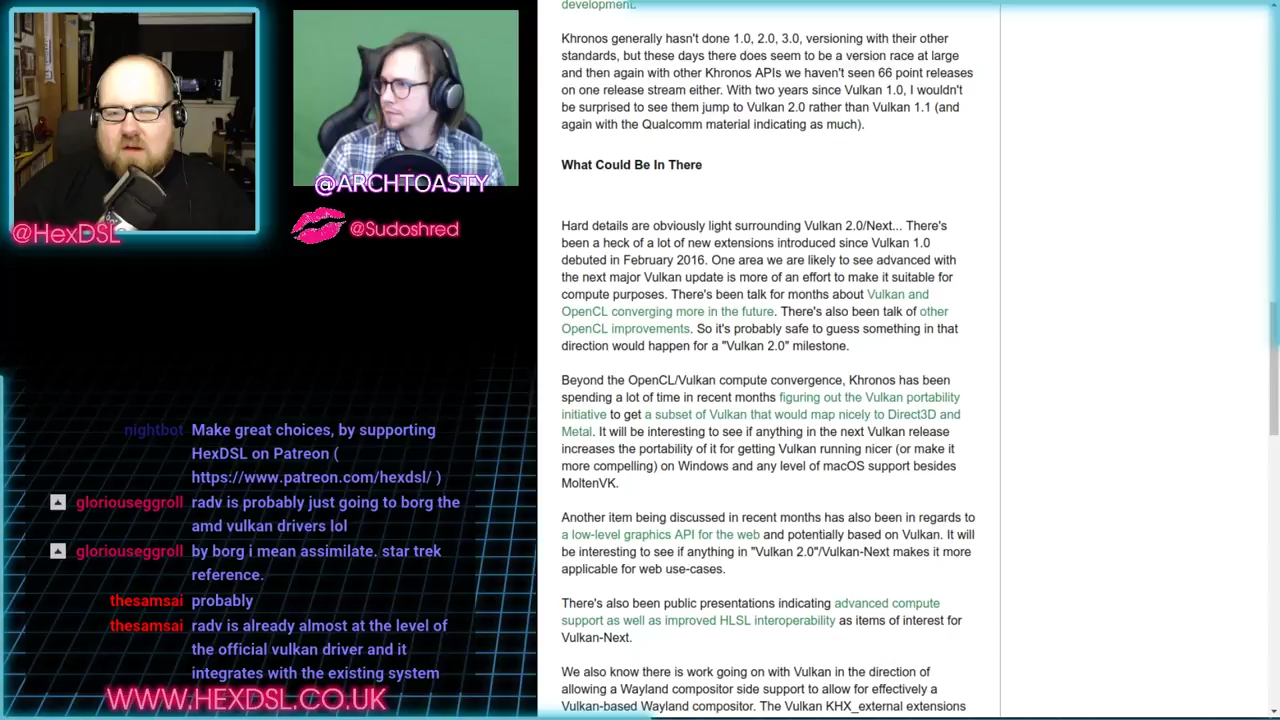 @HexDSL
@ARCHTOASTY
@Sudoshred
nightbot Make great choices, by supporting
HexDSL on Patreon (
https://www.patreon.com/hexdsl/ )
gloriouseggroll radv is probably just going to borg the
amd vulkan drivers lol
gloriouseggroll by borg i mean assimilate. star trek
reference.
thesamsai probably
thesamsai radv is already almost at the level of
the official vulkan driver and it
integrates with the existing system
WWW.HEXDSL.CO.UK
development.
Khronos generally hasn't done 1.0, 2.0, 3.0, versioning with their other
standards, but these days there does seem to be a version race at large
and then again with other Khronos APIs we haven't seen 66 point releases
on one release stream either. With two years since Vulkan 1.0, I wouldn't
be surprised to see them jump to Vulkan 2.0 rather than Vulkan 1.1 (and
again with the Qualcomm material indicating as much).
What Could Be In There
Hard details are obviously light surrounding Vulkan 2.0/Next... There's
been a heck of a lot of new extensions introduced since Vulkan 1.0
debuted in February 2016. One area we are likely to see advanced with
the next major Vulkan update is more of an effort to make it suitable for
compute purposes. There's been talk for months about Vulkan and
OpenCL converging more in the future. There's also been talk of other
OpenCL improvements. So it's probably safe to guess something in that
direction would happen for a "Vulkan 2.0" milestone.
Beyond the OpenCL/Vulkan compute convergence, Khronos has been
spending a lot of time in recent months figuring out the Vulkan portability
initiative to get a subset of Vulkan that would map nicely to Direct3D and
Metal. It will be interesting to see if anything in the next Vulkan release
increases the portability of it for getting Vulkan running nicer (or make it
more compelling) on Windows and any level of macOS support besides
MoltenVK.
Another item being discussed in recent months has also been in regards to
a low-level graphics API for the web and potentially based on Vulkan. It will
be interesting to see if anything in "Vulkan 2.0"/Vulkan-Next makes it more
applicable for web use-cases.
There's also been public presentations indicating advanced compute
support as well as improved HLSL interoperability as items of interest for
Vulkan-Next.
We also know there is work going on with Vulkan in the direction of
allowing a Wayland compositor side support to allow for effectively a
Vulkan-based Wayland compositor. The Vulkan KHX_external extensions